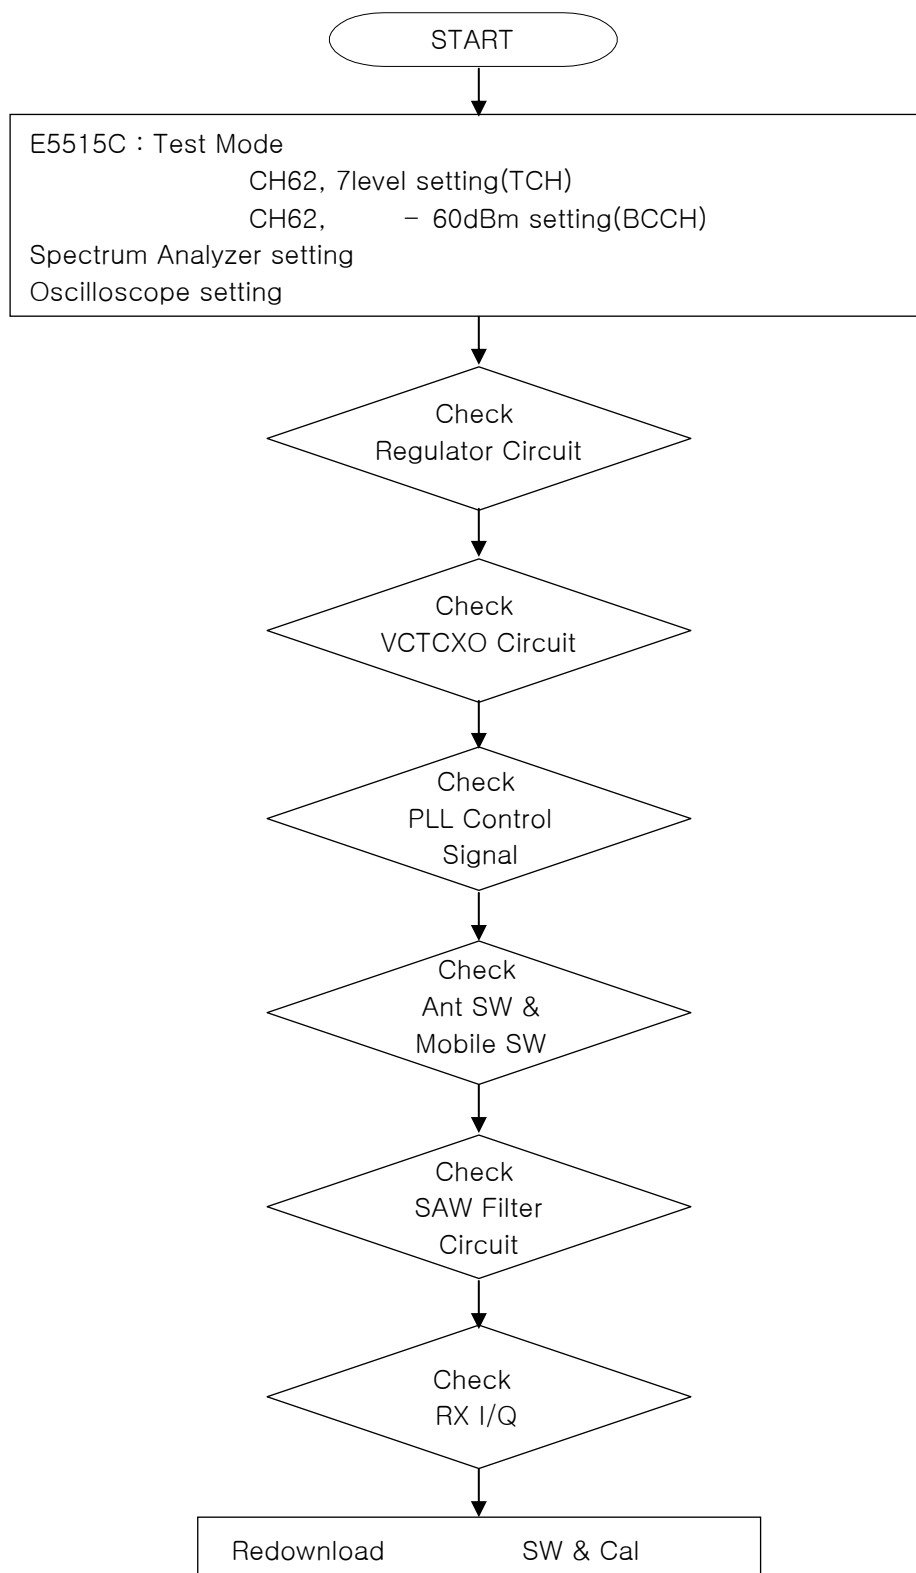 START
E5515C : Test Mode
CH62, 7level setting(TCH)
CH62, – 60dBm setting(BCCH)
Spectrum Analyzer setting
Oscilloscope setting
Check
Regulator Circuit
Check
VCTCXO Circuit
Check
PLL Control
Signal
Check
Ant SW &
Mobile SW
Check
SAW Filter
Circuit
Check
RX I/Q
Redownload SW & Cal